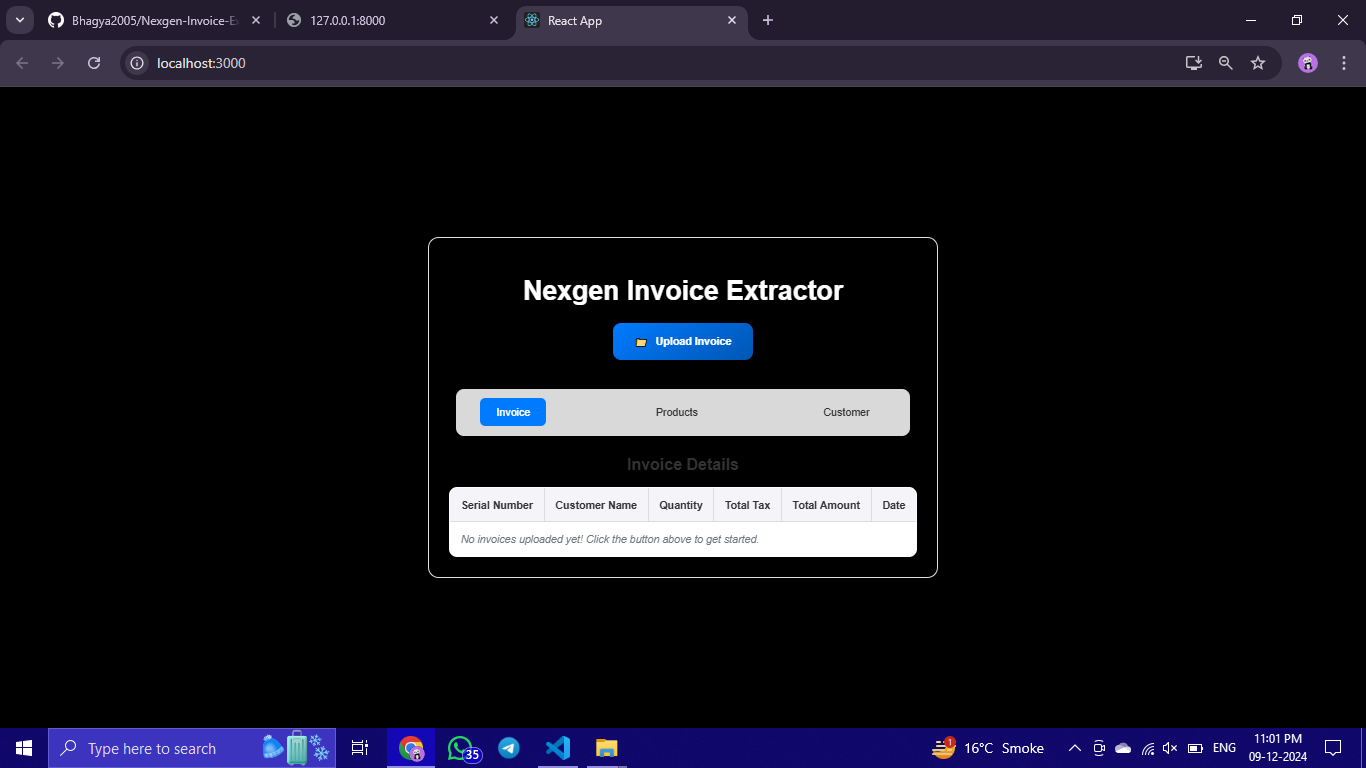 Bhagya2005/Nexgen-Invoice-E
127.0.0.1:8000
React App
localhost:3000
Nexgen Invoice Extractor
Upload Invoice
Invoice
Products
Customer
Invoice Details
Serial Number Customer Name Quantity Total Tax Total Amount Date
No invoices uploaded yet! Click the button above to get started.
Type here to search
35
1
16°C Smoke
ENG
11:01 PM
09-12-2024